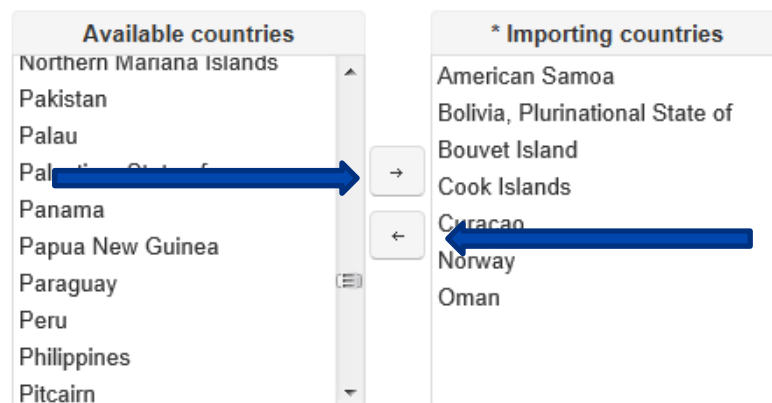 Available countries
Northern Mariana Islands
Pakistan
Palau
Panama
Papua New Guinea
Paraguay
Peru
Philippines
Pitcairn
→
←
* Importing countries
American Samoa
Bolivia, Plurinational State of
Bouvet Island
Cook Islands
Curacao
Norway
Oman